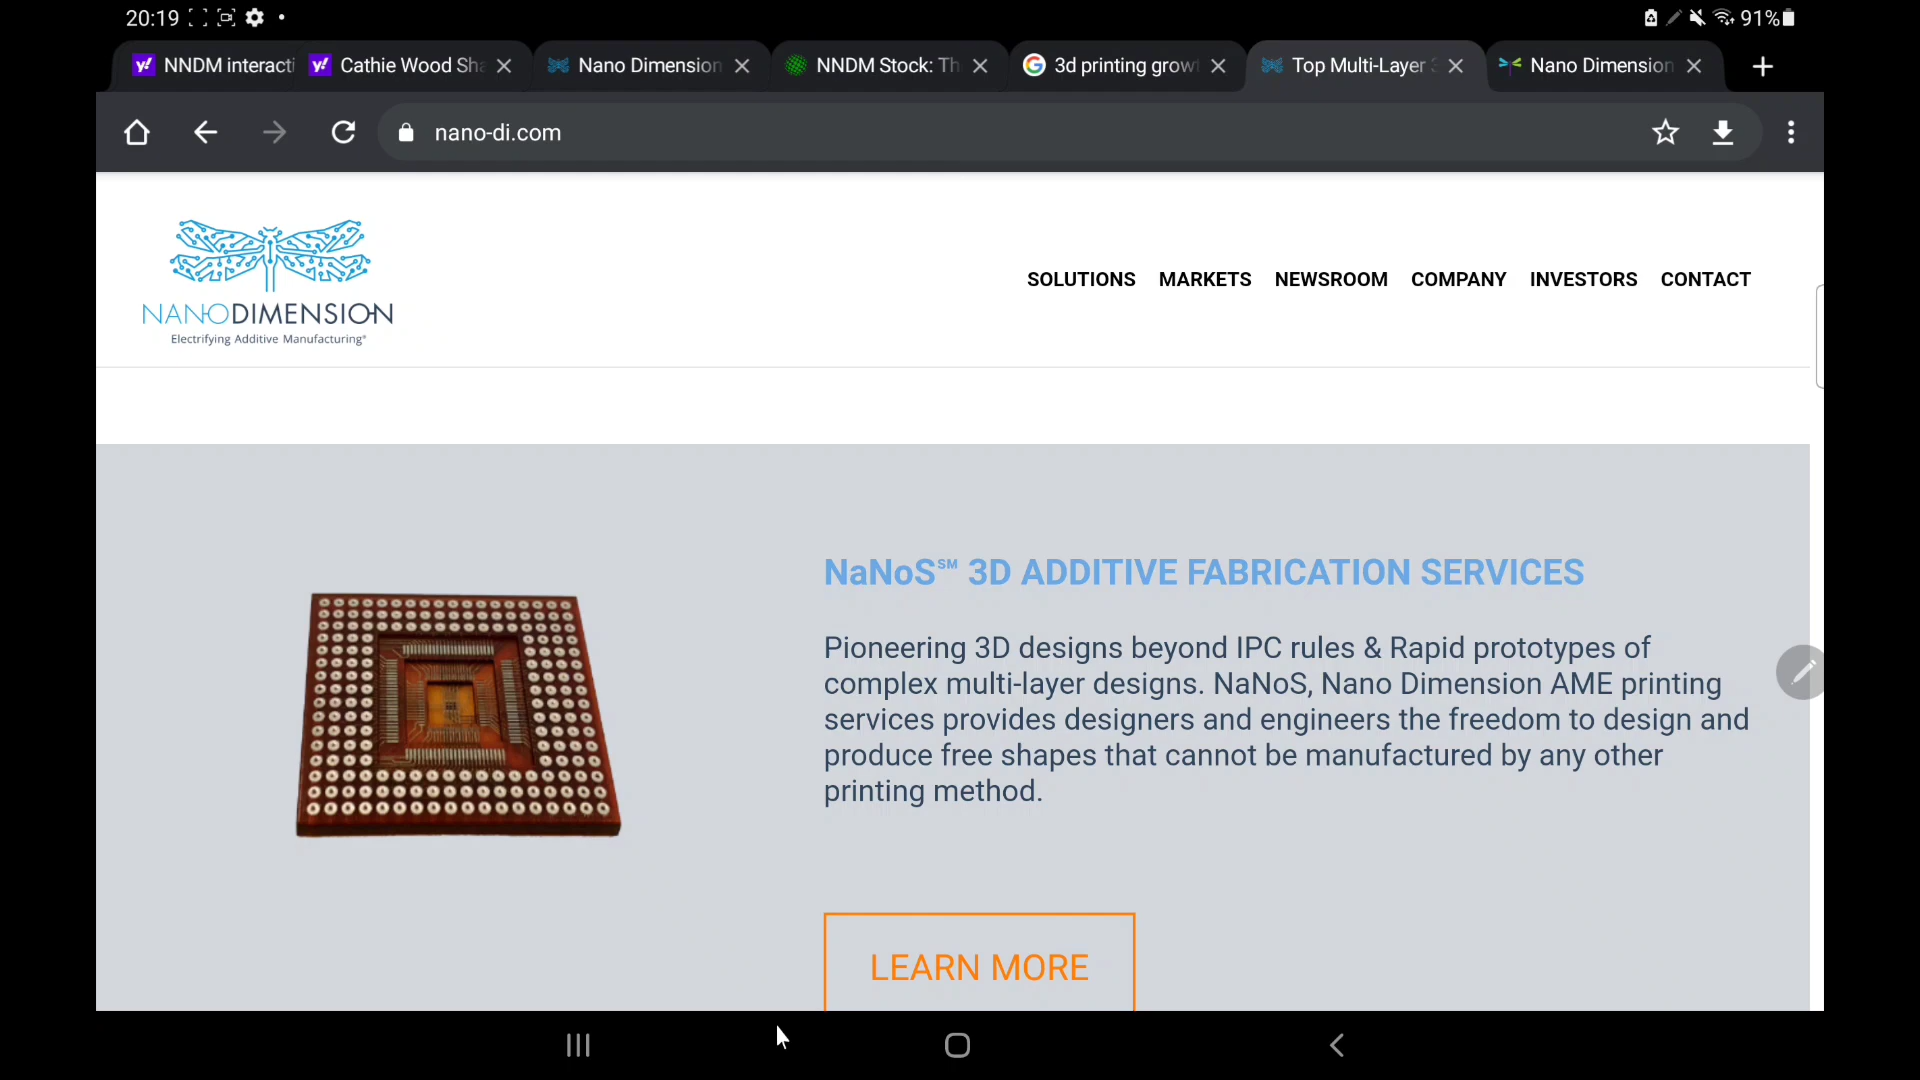 20:19
91%
NNDM interacti
Cathie Wood Sha
Nano Dimension
NNDM Stock: Th
3d printing grow
Top Multi-Layer 3
Nano Dimension
nano-di.com
NANODIMENSION
Electrifying Additive Manufacturing®
SOLUTIONS MARKETS NEWSROOM COMPANY INVESTORS CONTACT
NaNoS℠ 3D ADDITIVE FABRICATION SERVICES
Pioneering 3D designs beyond IPC rules & Rapid prototypes of
complex multi-layer designs. NaNoS, Nano Dimension AME printing
services provides designers and engineers the freedom to design and
produce free shapes that cannot be manufactured by any other
printing method.
LEARN MORE